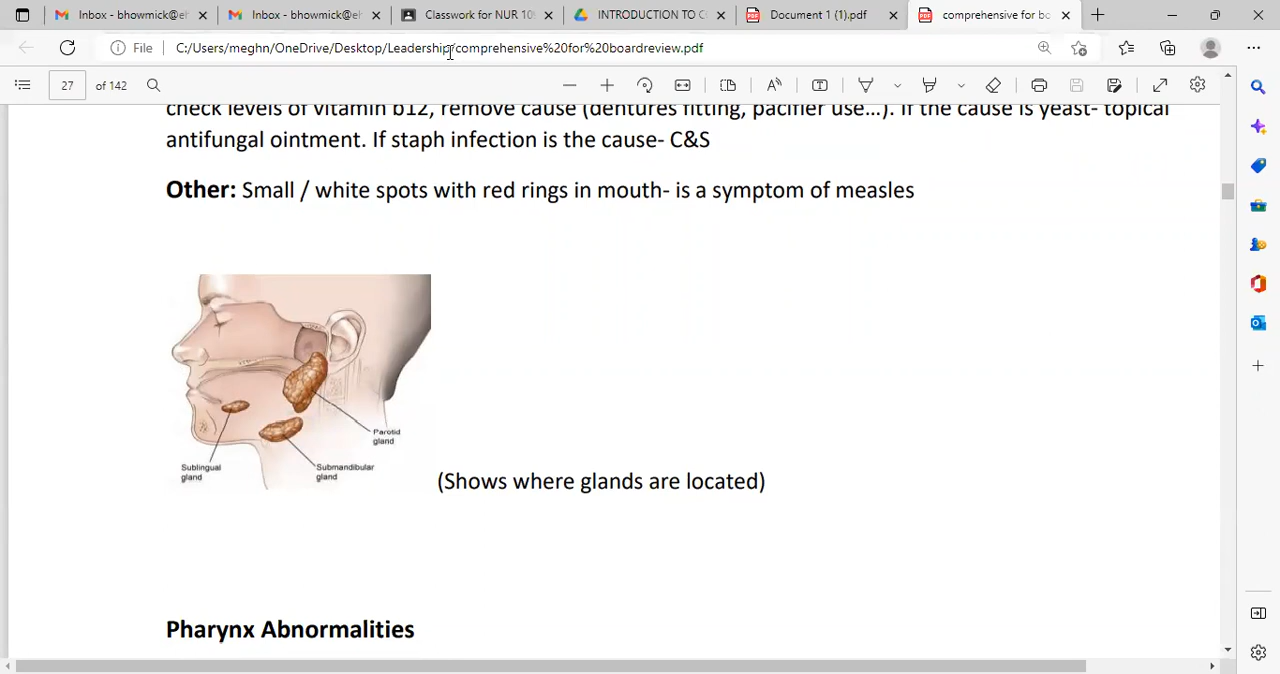 Inbox - bhowmick@eh
Inbox - bhowmick@eh
Classwork for NUR 109
INTRODUCTION TO C
Document 1 (1).pdf
comprehensive for bo
File
C:/Users/meghn/OneDrive/Desktop/Leadership/comprehensive%20for%20boardreview.pdf
27 of 142
check levels of vitamin b12, remove cause (dentures fitting, pacifier use...). If the cause is yeast- topical
antifungal ointment. If staph infection is the cause- C&S
Other: Small / white spots with red rings in mouth- is a symptom of measles
Parotid
gland
Sublingual
gland
Submandibular
gland
(Shows where glands are located)
Pharynx Abnormalities